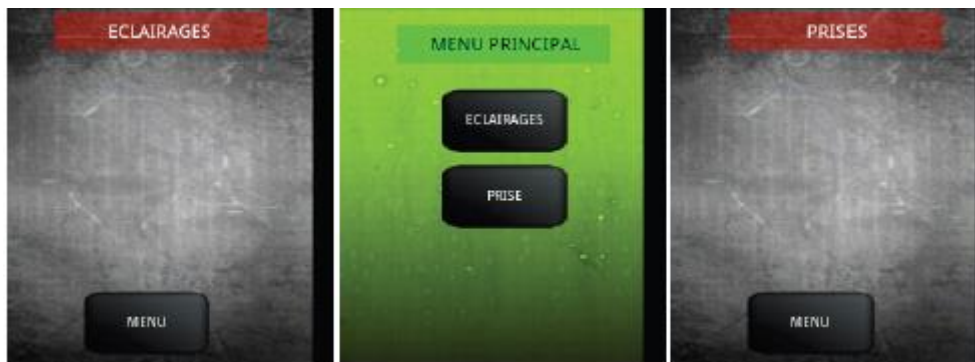 ECLAIRAGES
MENU
MENU PRINCIPAL
ECLAIRAGES
PRISE
PRISES
MENU